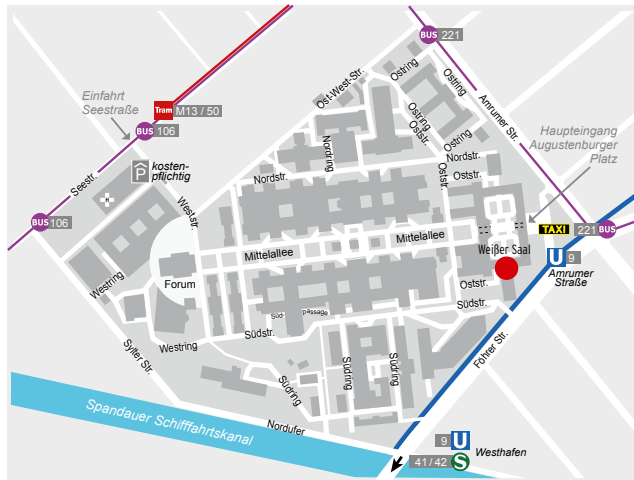 BUS 221
Ostring
Ostring
Ost-West-Str.
Einfahrt
Seestraße
Tram M13 / 50
BUS 106
Amrumer Str.
Ostring
Oststr.
Ostring
Haupteingang
Augustenburger
Platz
Nordring
Nordstr.
P kosten-
pflichtig
Seestr.
H
Nordstr.
Oststr.
Oststr.
Weststr.
BUS 106
TAXI 221 BUS
Mittelallee
Mittelallee
Weißer Saal
U 9
Amrumer
Straße
Westring
Forum
Oststr.
Südstr.
Süd- passage
Südstr.
Westring
Sylter Str.
Föhrer Str.
Südring
Südring
Südring
Spandauer Schifffahrtskanal
Nordufer
9 U
Westhafen
41 / 42 S